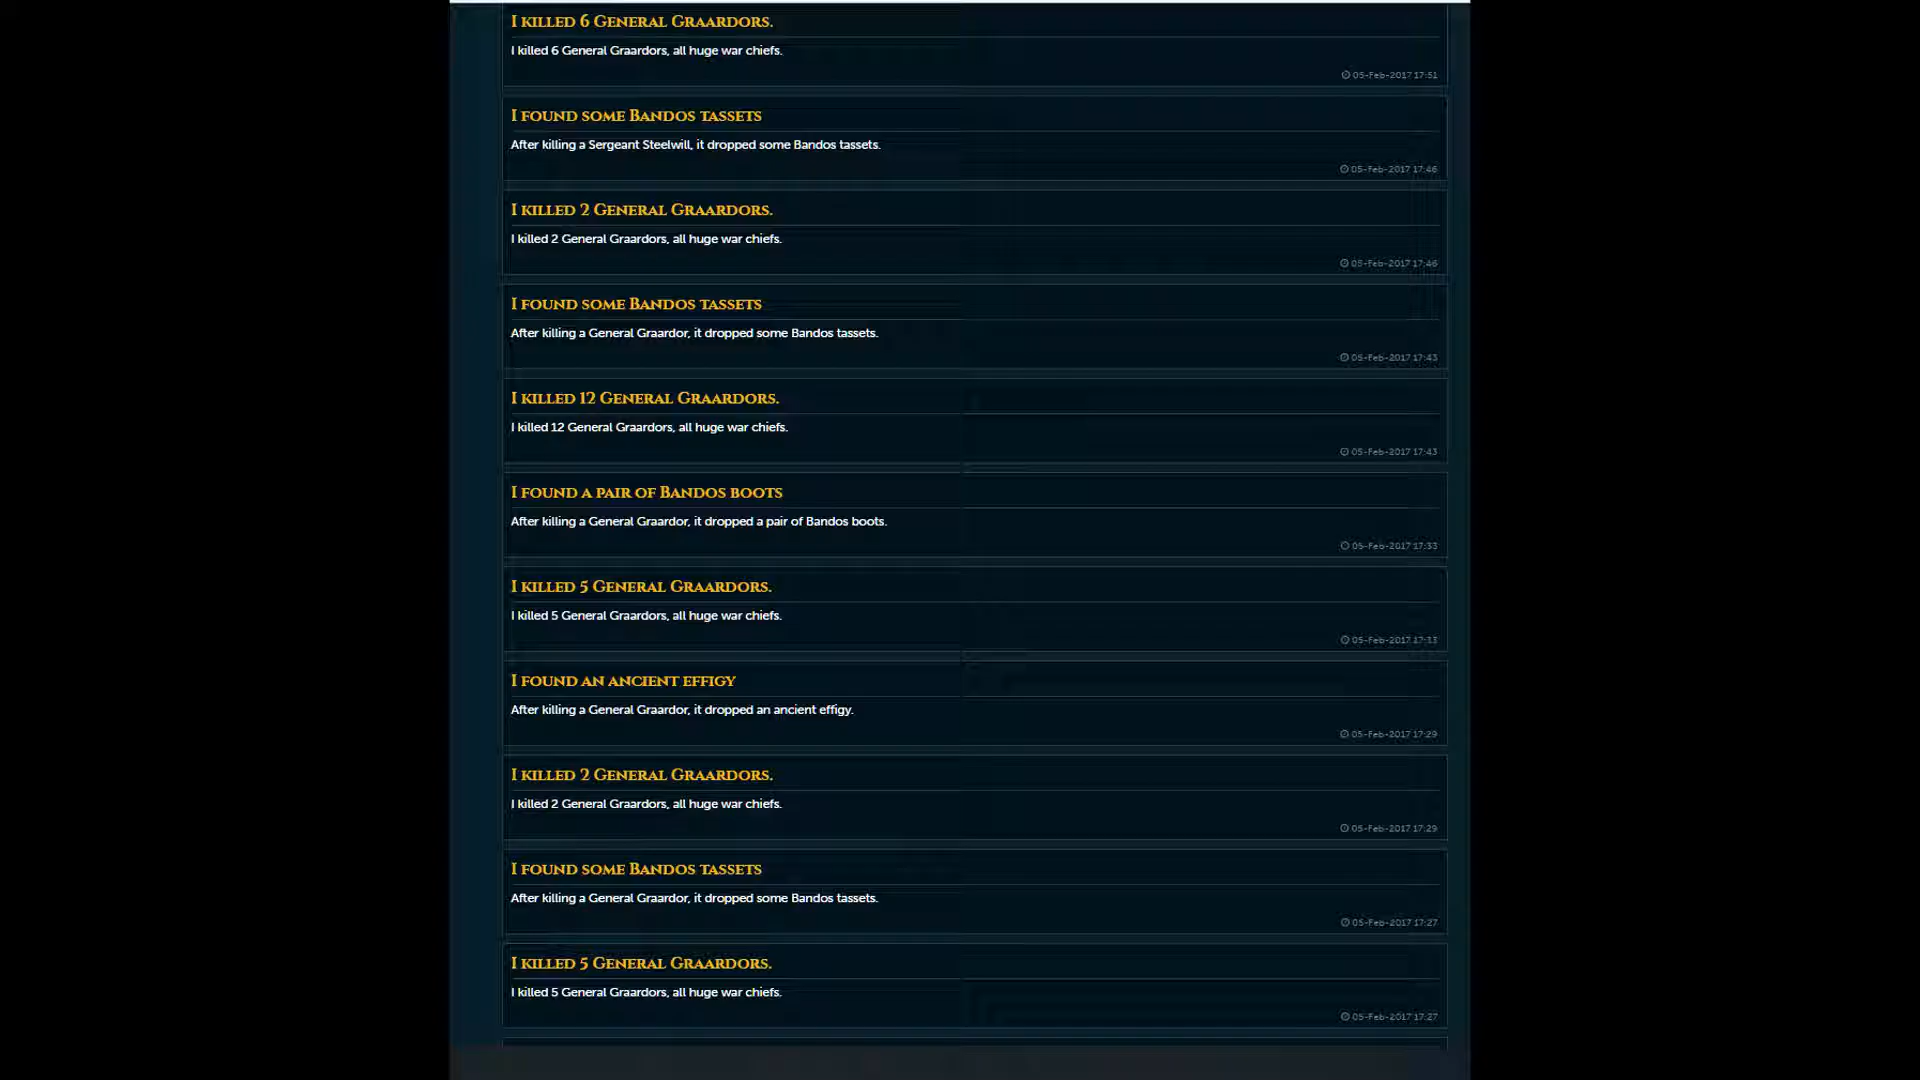 I KILLED 6 GENERAL GRAARDORS.
I killed 6 General Graardors, all huge war chiefs.
05-Feb-2017 17:51
I FOUND SOME BANDOS TASSETS
After killing a Sergeant Steelwill, it dropped some Bandos tassets.
05-Feb-2017 17:46
I KILLED 2 GENERAL GRAARDORS.
I killed 2 General Graardors, all huge war chiefs.
05-Feb-2017 17:46
I FOUND SOME BANDOS TASSETS
After killing a General Graardor, it dropped some Bandos tassets.
05-Feb-2017 17:43
I KILLED 12 GENERAL GRAARDORS.
I killed 12 General Graardors, all huge war chiefs.
05-Feb-2017 17:43
I FOUND A PAIR OF BANDOS BOOTS
After killing a General Graardor, it dropped a pair of Bandos boots.
05-Feb-2017 17:33
I KILLED 5 GENERAL GRAARDORS.
I killed 5 General Graardors, all huge war chiefs.
05-Feb-2017 17:33
I FOUND AN ANCIENT EFFIGY
After killing a General Graardor, it dropped an ancient effigy.
05-Feb-2017 17:29
I KILLED 2 GENERAL GRAARDORS.
I killed 2 General Graardors, all huge war chiefs.
05-Feb-2017 17:29
I FOUND SOME BANDOS TASSETS
After killing a General Graardor, it dropped some Bandos tassets.
05-Feb-2017 17:27
I KILLED 5 GENERAL GRAARDORS.
I killed 5 General Graardors, all huge war chiefs.
05-Feb-2017 17:27